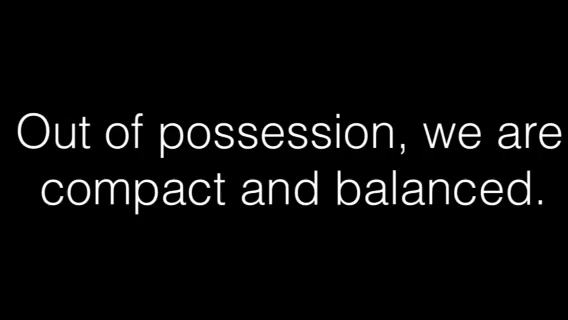 Out of possession, we are
compact and balanced.